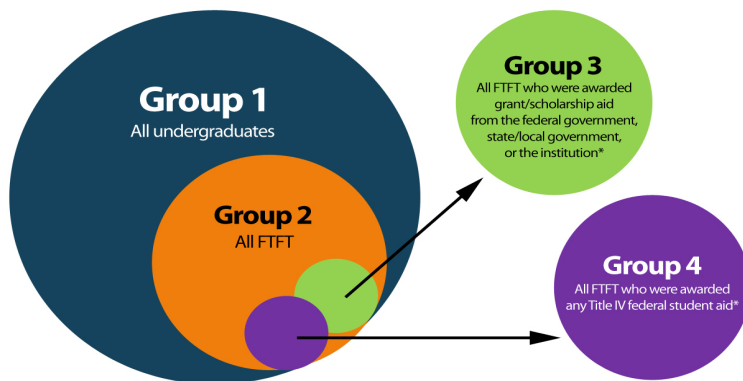 Group 1
All undergraduates
Group 2
All FTFT
Group 3
All FTFT who were awarded
grant/scholarship aid
from the federal government,
state/local government,
or the institution*
Group 4
All FTFT who were awarded
any Title IV federal student aid*